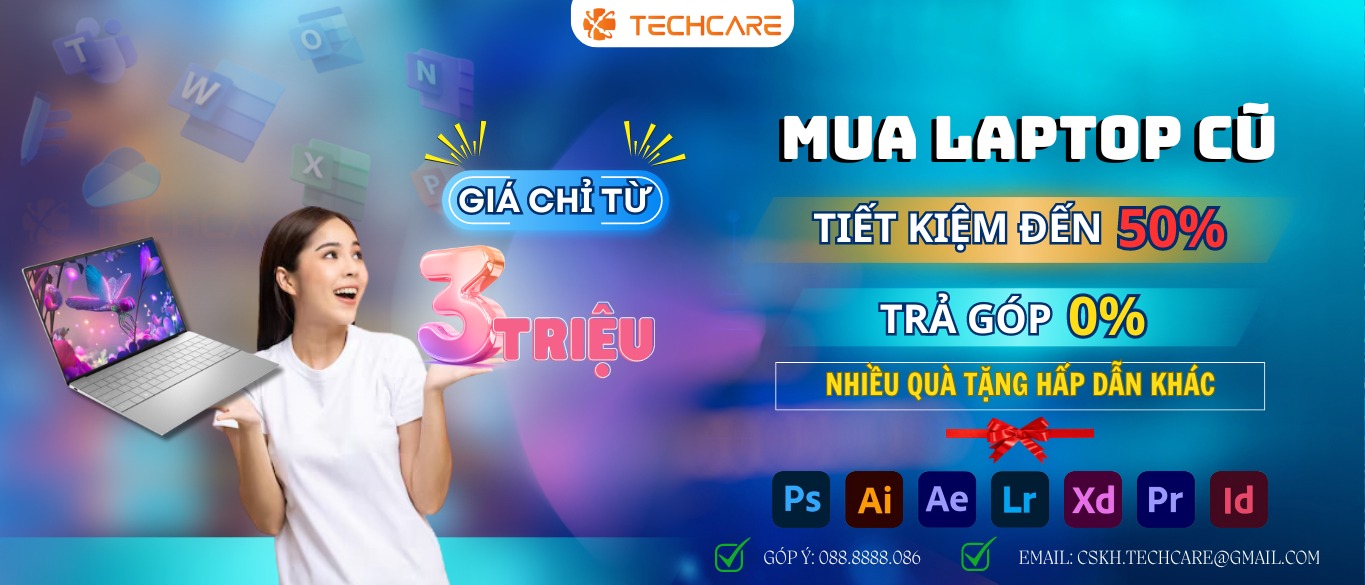 TECHCARE
T
O
N
W
X
P
GIÁ CHỈ TỪ
3 TRIỆU
MUA LAPTOP CŨ
TIẾT KIỆM ĐẾN 50%
TRẢ GÓP 0%
NHIỀU QUÀ TẶNG HẤP DẪN KHÁC
Ps Ai Ae Lr Xd Pr Id
GÓP Ý: 088.8888.086
EMAIL: CSKH.TECHCARE@GMAIL.COM